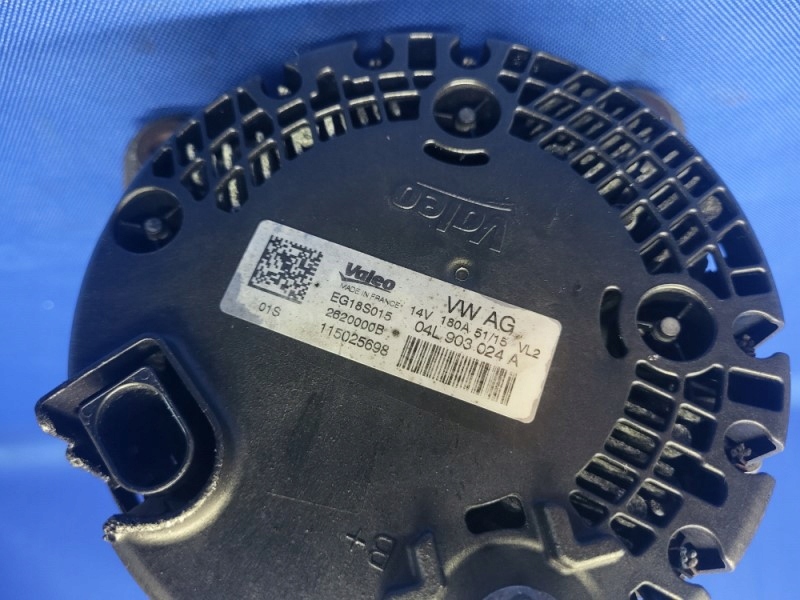 Valeo
Valeo
MADE IN FRANCE
VW AG
EG18S015 14V 180A 51/15 VL2
01S 2620000B 04L 903 024 A
115025698
B+